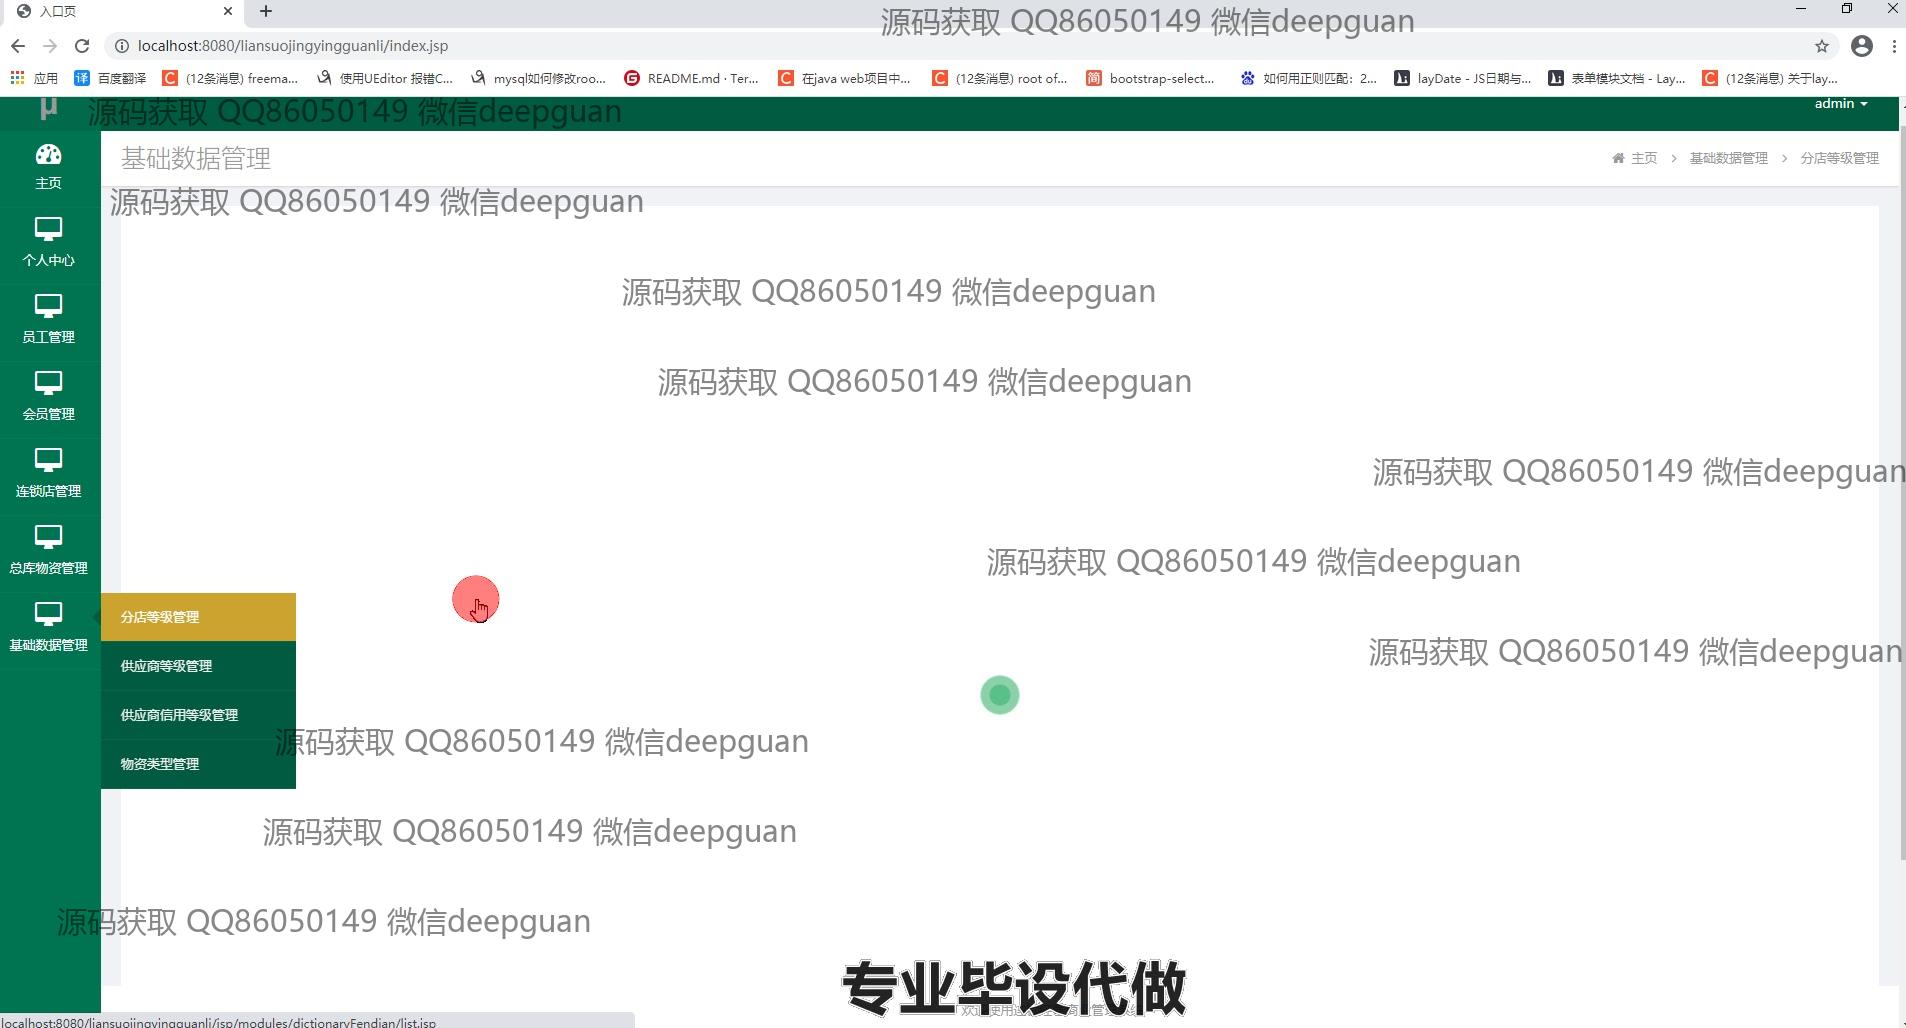 入口页
源码获取 QQ86050149 微信deepguan
localhost:8080/liansuojingyingguanli/index.jsp
应用
百度翻译
(12条消息) freema...
使用UEditor 报错C...
mysql如何修改roo...
README.md · Ter...
在java web项目中...
(12条消息) root of...
bootstrap-select...
如何用正则匹配：2...
layDate - JS日期与...
表单模块文档 - Lay...
(12条消息) 关于lay...
μ
源码获取 QQ86050149 微信deepguan
admin
主页
基础数据管理
主页 > 基础数据管理 > 分店等级管理
源码获取 QQ86050149 微信deepguan
个人中心
源码获取 QQ86050149 微信deepguan
员工管理
源码获取 QQ86050149 微信deepguan
会员管理
源码获取 QQ86050149 微信deepguan
连锁店管理
源码获取 QQ86050149 微信deepguan
总库物资管理
分店等级管理
基础数据管理
源码获取 QQ86050149 微信deepguan
供应商等级管理
供应商信用等级管理
源码获取 QQ86050149 微信deepguan
物资类型管理
源码获取 QQ86050149 微信deepguan
源码获取 QQ86050149 微信deepguan
专业毕设代做
localhost:8080/liansuojingyingguanli/jsp/modules/dictionaryFendian/list.jsp